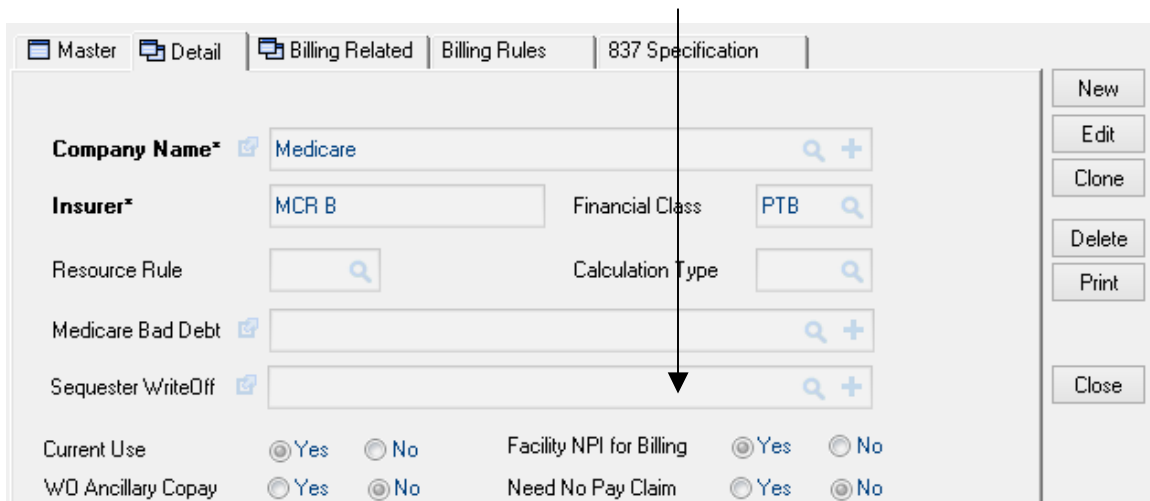 Master Detail Billing Related Billing Rules 837 Specification
New
Company Name* Medicare Edit
Clone
Insurer* MCR B Financial Class PTB
Delete
Resource Rule Calculation Type Print
Medicare Bad Debt
Sequester WriteOff Close
Current Use Yes No Facility NPI for Billing Yes No
WO Ancillary Copay Yes No Need No Pay Claim Yes No